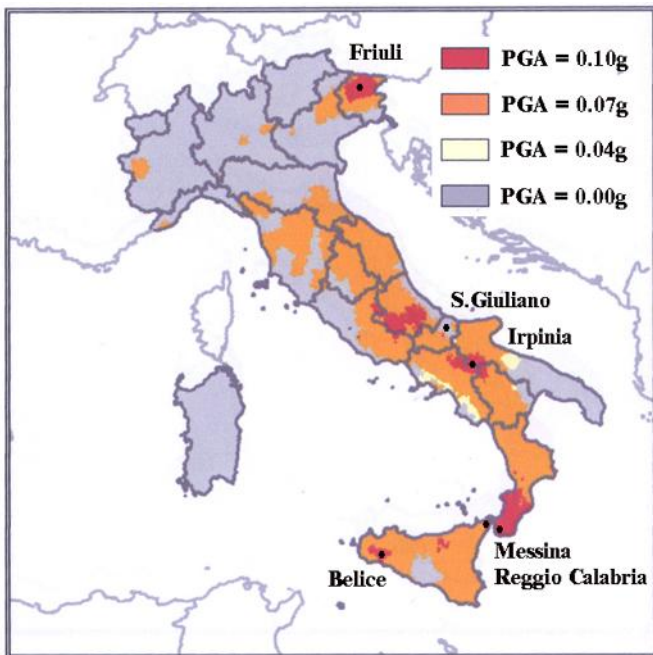 Friuli
PGA = 0.10g
PGA = 0.07g
PGA = 0.04g
PGA = 0.00g
S.Giuliano
Irpinia
Messina
Reggio Calabria
Belice